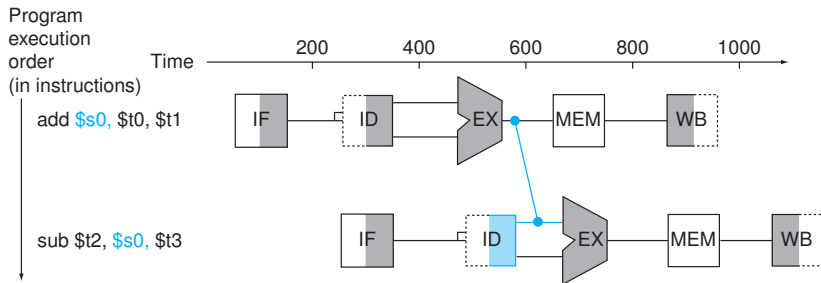 Program
execution
order
(in instructions)
Time
200 400 600 800 1000
add $s0, $t0, $t1
IF ID EX MEM WB
sub $t2, $s0, $t3
IF ID EX MEM WB